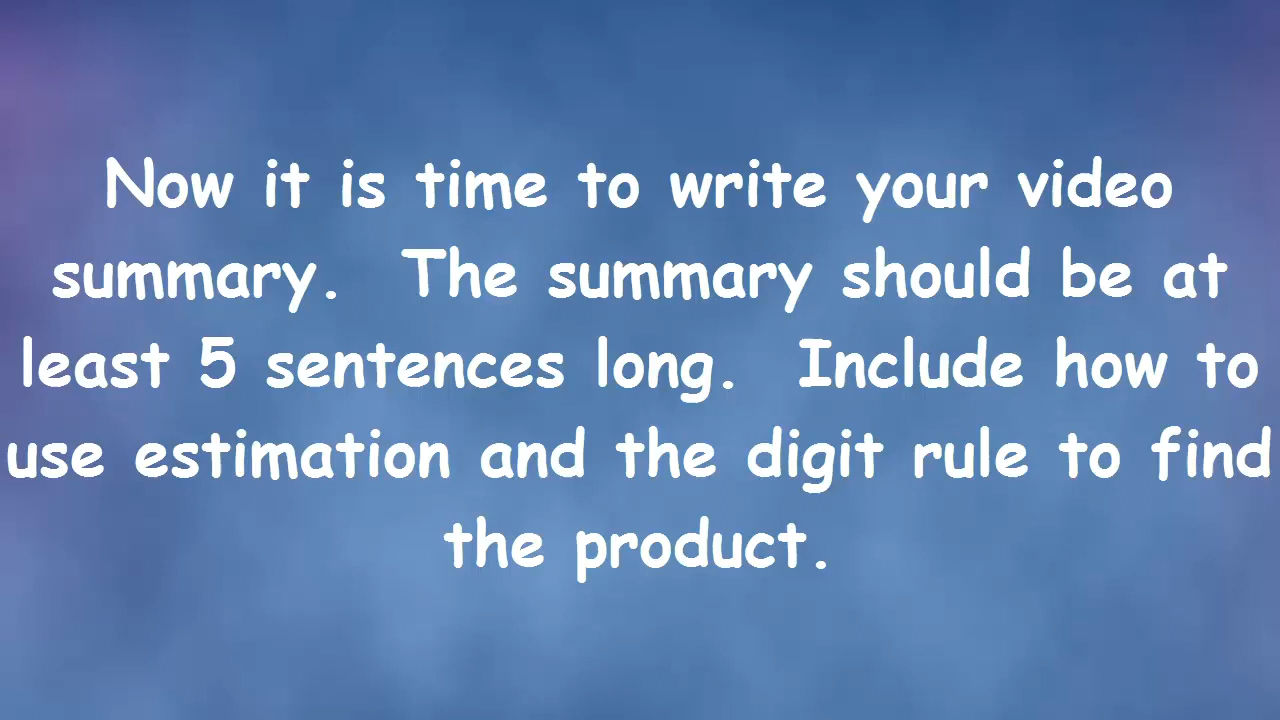 Now it is time to write your video
summary.  The summary should be at
least 5 sentences long.  Include how to
use estimation and the digit rule to find
the product.